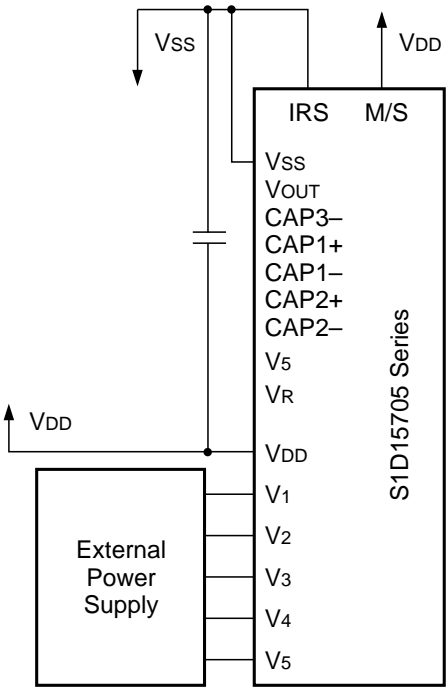 VSS
VDD
IRS M/S
VSS
VOUT
CAP3–
CAP1+
CAP1–
CAP2+
CAP2–
V5
VR
VDD
VDD
V1
V2
V3
V4
V5
S1D15705 Series
External
Power
Supply